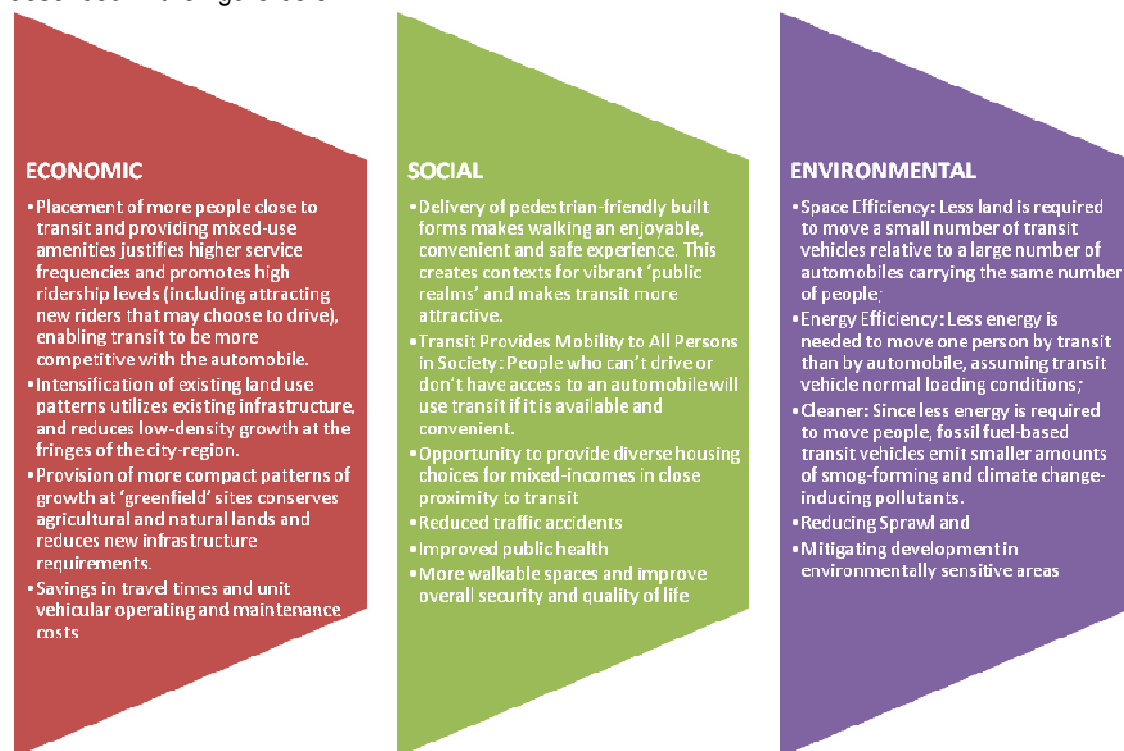 ECONOMIC
•Placement of more people close to
transit and providing mixed-use
amenities justifies higher service
frequencies and promotes high
ridership levels (including attracting
new riders that may choose to drive),
enabling transit to be more
competitive with the automobile.
•Intensification of existing land use
patterns utilizes existing infrastructure,
and reduces low-density growth at the
fringes of the city-region.
•Provision of more compact patterns of
growth at ‘greenfield’ sites conserves
agricultural and natural lands and
reduces new infrastructure
requirements.
•Savings in travel times and unit
vehicular operating and maintenance
costs
SOCIAL
•Delivery of pedestrian-friendly built
forms makes walking an enjoyable,
convenient and safe experience. This
creates contexts for vibrant ‘public
realms’ and makes transit more
attractive.
•Transit Provides Mobility to All Persons
in Society: People who can’t drive or
don’t have access to an automobile will
use transit if it is available and
convenient.
•Opportunity to provide diverse housing
choices for mixed-incomes in close
proximity to transit
•Reduced traffic accidents
•Improved public health
•More walkable spaces and improve
overall security and quality of life
ENVIRONMENTAL
•Space Efficiency: Less land is required
to move a small number of transit
vehicles relative to a large number of
automobiles carrying the same number
of people;
•Energy Efficiency: Less energy is
needed to move one person by transit
than by automobile, assuming transit
vehicle normal loading conditions;
•Cleaner: Since less energy is required
to move people, fossil fuel-based
transit vehicles emit smaller amounts
of smog-forming and climate change-
inducing pollutants.
•Reducing Sprawl and
•Mitigating development in
environmentally sensitive areas